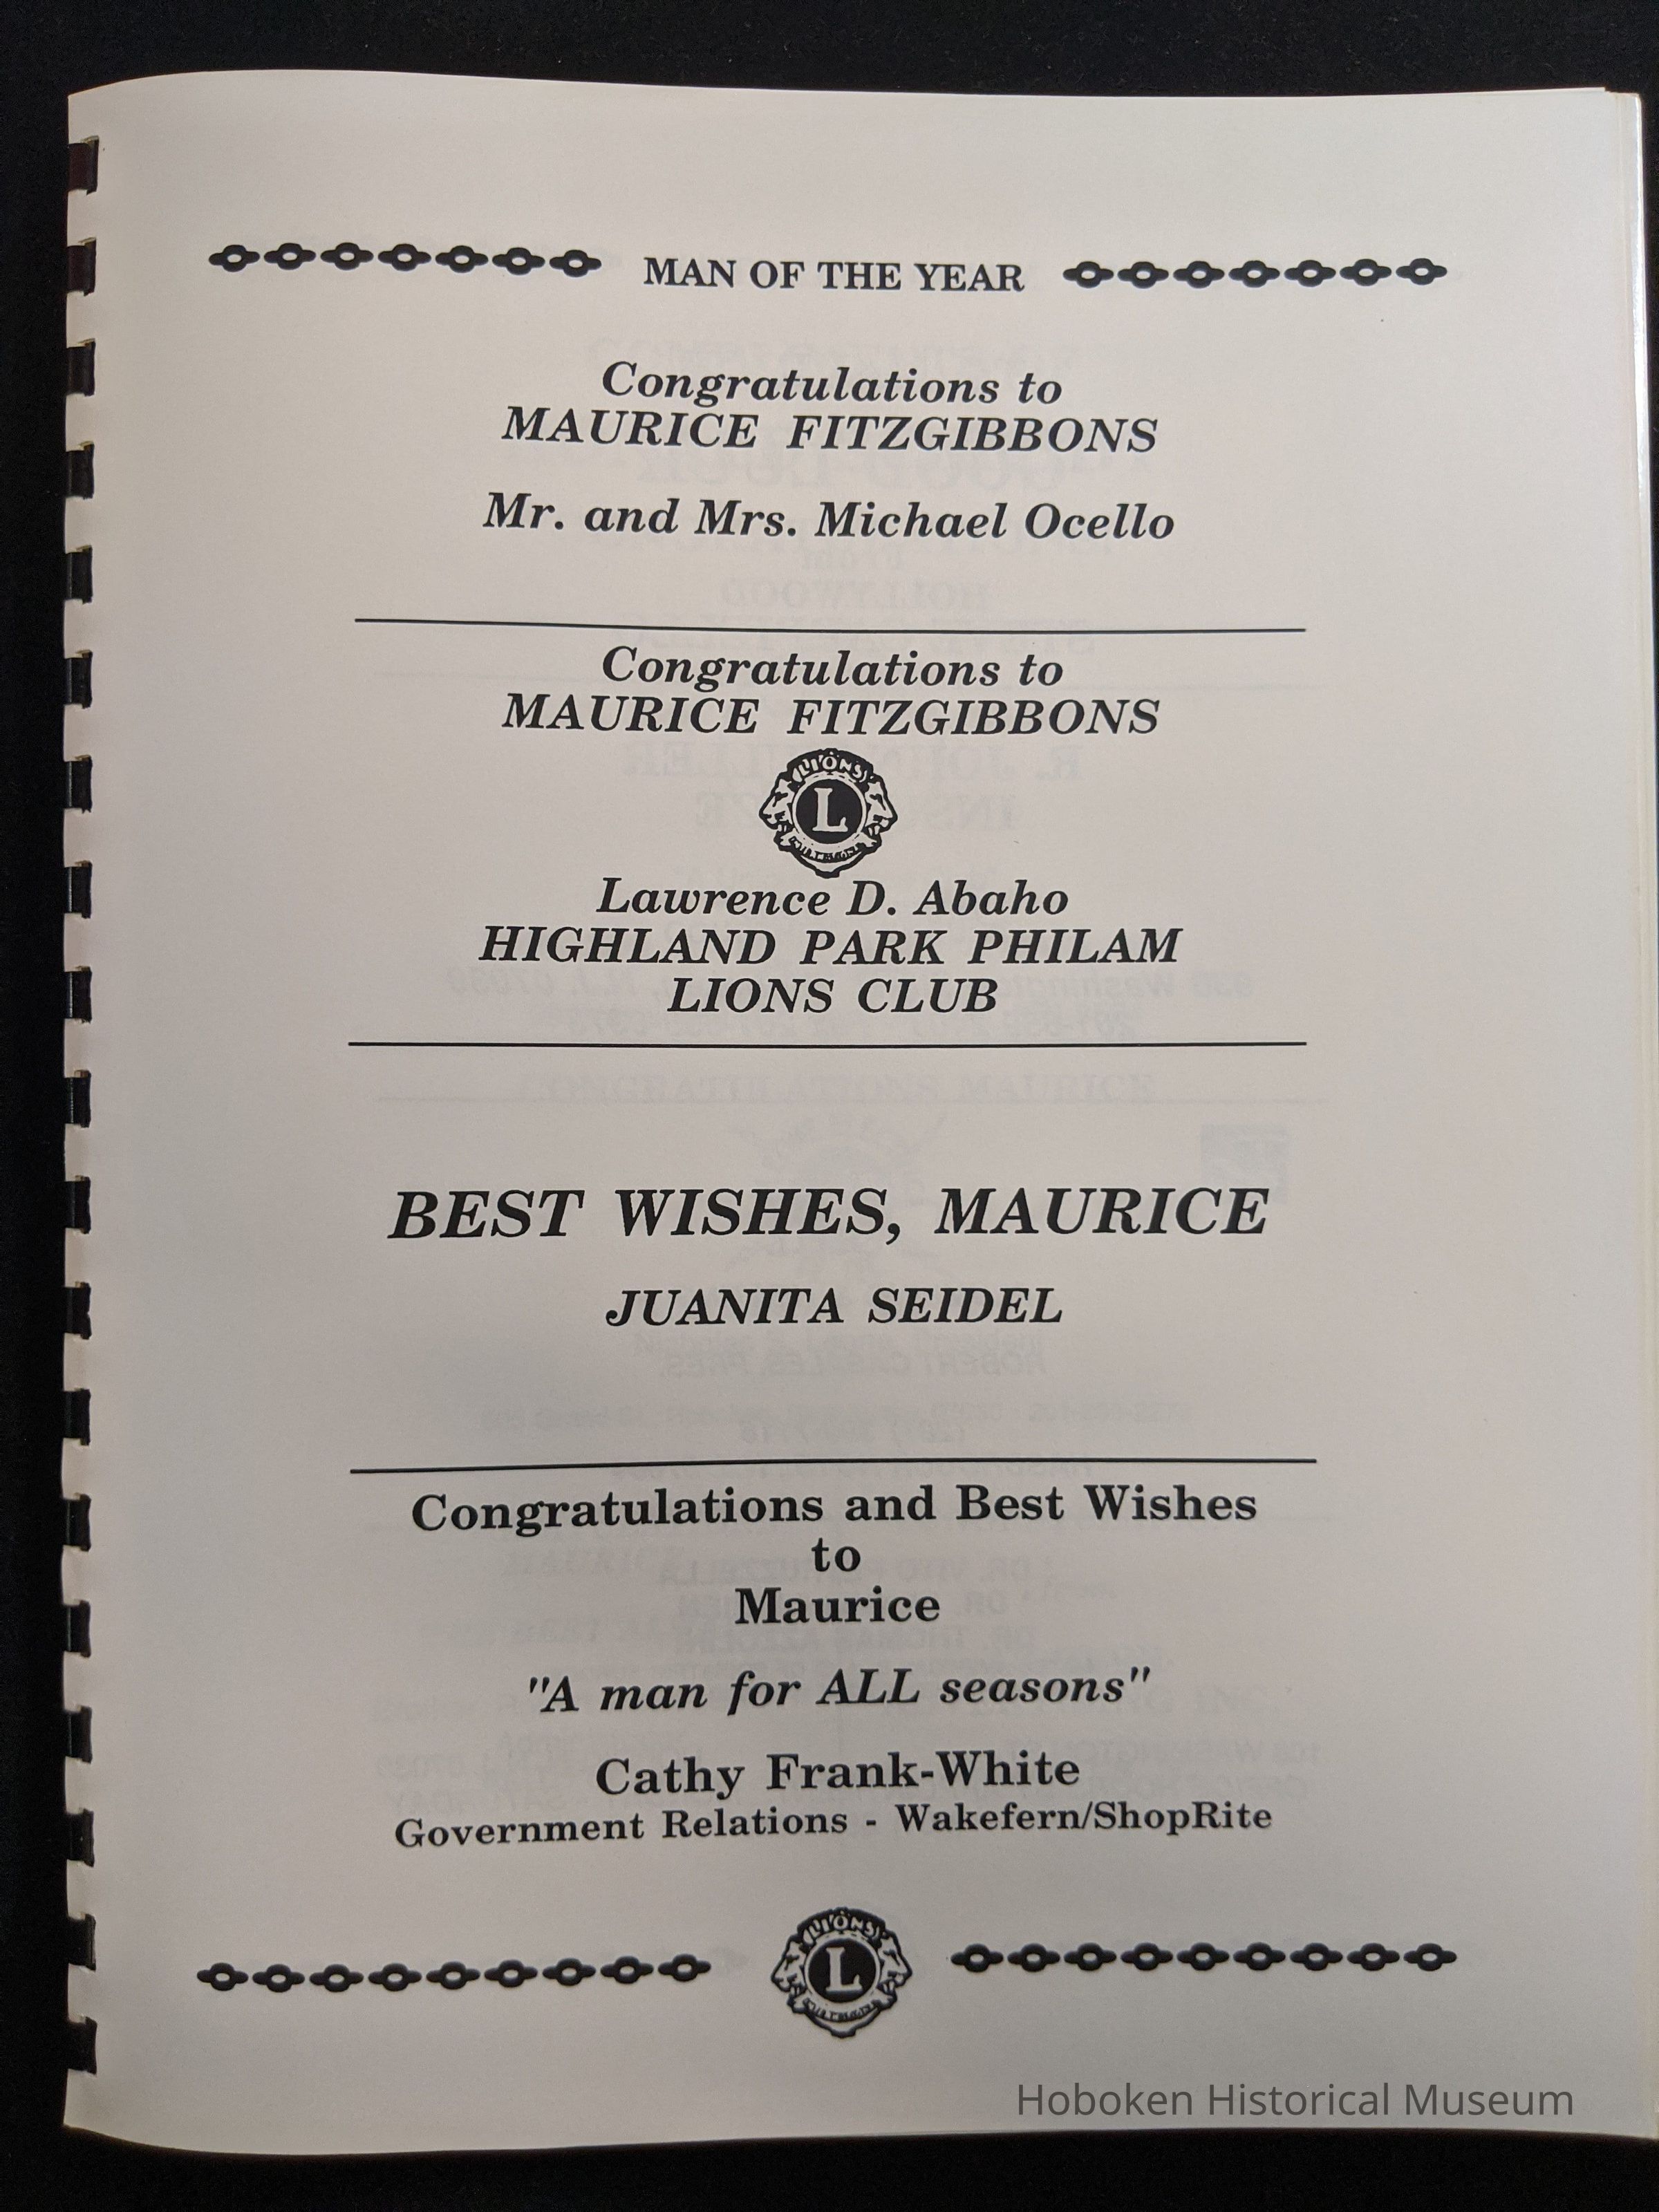 MAN OF THE YEAR
Congratulations to
MAURICE FITZGIBBONS
Mr. and Mrs. Michael Ocello
Congratulations to
MAURICE FITZGIBBONS
LIONS
L
Lawrence D. Abaho
HIGHLAND PARK PHILAM
LIONS CLUB
BEST WISHES, MAURICE
JUANITA SEIDEL
Congratulations and Best Wishes
to
Maurice
"A man for ALL seasons"
Cathy Frank-White
Government Relations - Wakefern/ShopRite
LIONS
L
Hoboken Historical Museum